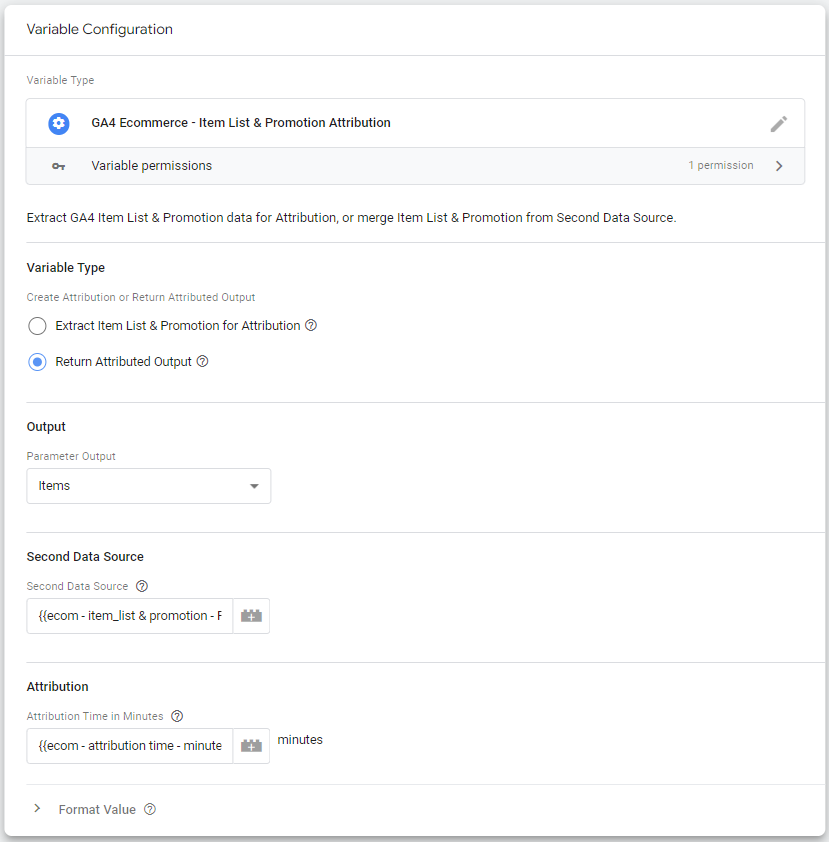 Variable Configuration
Variable Type
GA4 Ecommerce - Item List & Promotion Attribution
Variable permissions 1 permission
Extract GA4 Item List & Promotion data for Attribution, or merge Item List & Promotion from Second Data Source.
Variable Type
Create Attribution or Return Attributed Output
Extract Item List & Promotion for Attribution
Return Attributed Output
Output
Parameter Output
Items
Second Data Source
Second Data Source
{{ecom - item_list & promotion - F
Attribution
Attribution Time in Minutes
{{ecom - attribution time - minute minutes
Format Value